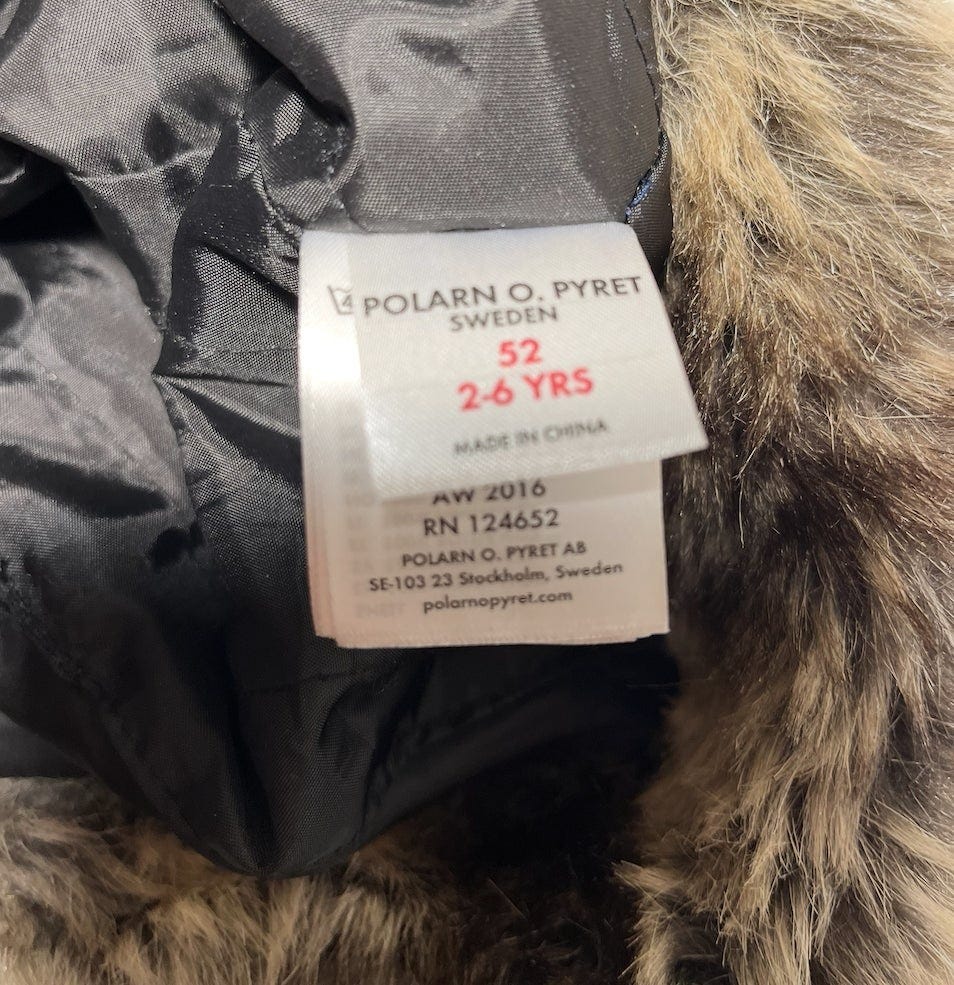 POLARN O. PYRET
SWEDEN
52
2-6 YRS
MADE IN CHINA
AW 2016
RN 124652
POLARN O. PYRET AB
SE-103 23 Stockholm, Sweden
polarnopyret.com